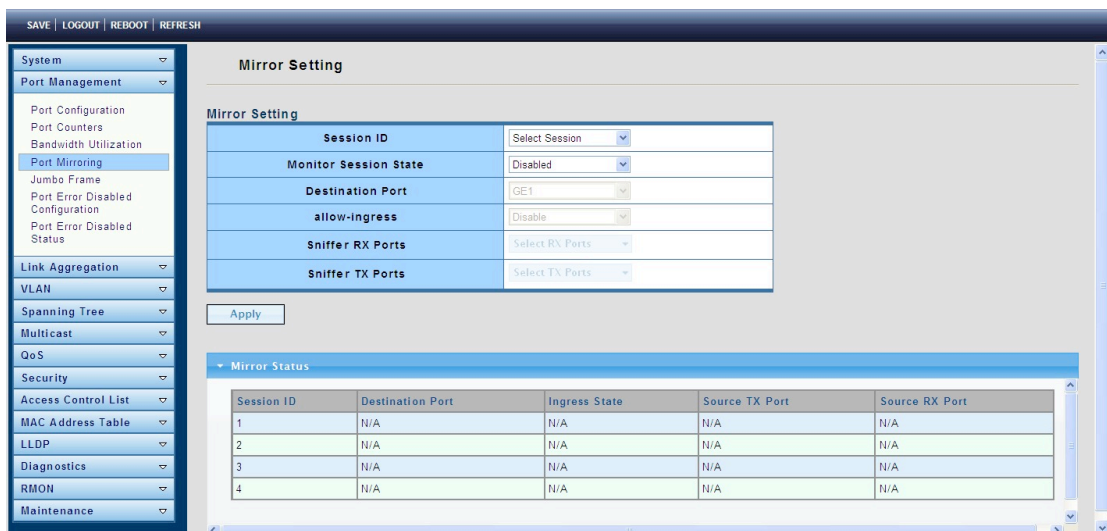 SAVE | LOGOUT | REBOOT | REFRESH
System
Port Management
Port Configuration
Port Counters
Bandwidth Utilization
Port Mirroring
Jumbo Frame
Port Error Disabled
Configuration
Port Error Disabled
Status
Link Aggregation
VLAN
Spanning Tree
Multicast
QoS
Security
Access Control List
MAC Address Table
LLDP
Diagnostics
RMON
Maintenance
Mirror Setting
Mirror Setting
Session ID Select Session
Monitor Session State Disabled
Destination Port GE1
allow-ingress Disable
Sniffer RX Ports Select RX Ports
Sniffer TX Ports Select TX Ports
Apply
Mirror Status
Session ID Destination Port Ingress State Source TX Port Source RX Port
1 N/A N/A N/A N/A
2 N/A N/A N/A N/A
3 N/A N/A N/A N/A
4 N/A N/A N/A N/A